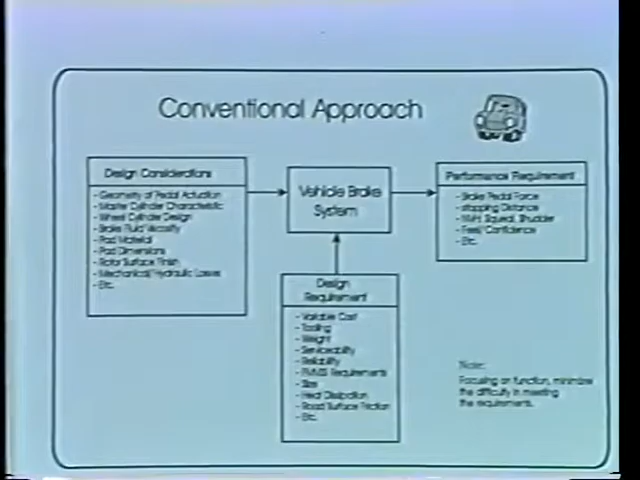 Conventional Approach
Design Considerations
- Geometry of Pedal Actuation
- Master Cylinder Characteristic
- Wheel Cylinder Design
- Brake Fluid Viscosity
- Pad Material
- Pad Dimensions
- Rotor Surface Finish
- Mechanical/Hydraulic Losses
- Etc.
Vehicle Brake
System
Performance Requirement
- Brake Pedal Force
- stopping Distance
- NVH: Squeal, Shudder
- Feel/Confidence
- Etc.
Design
Requirement
- Variable Cost
- Tooling
- Weight
- Serviceability
- Reliability
- FMVSS Requirements
- Size
- Heat Dissipation
- Road Surface Friction
- Etc.
Note:
Focusing on function, minimize
the difficulty in meeting
the requirements.